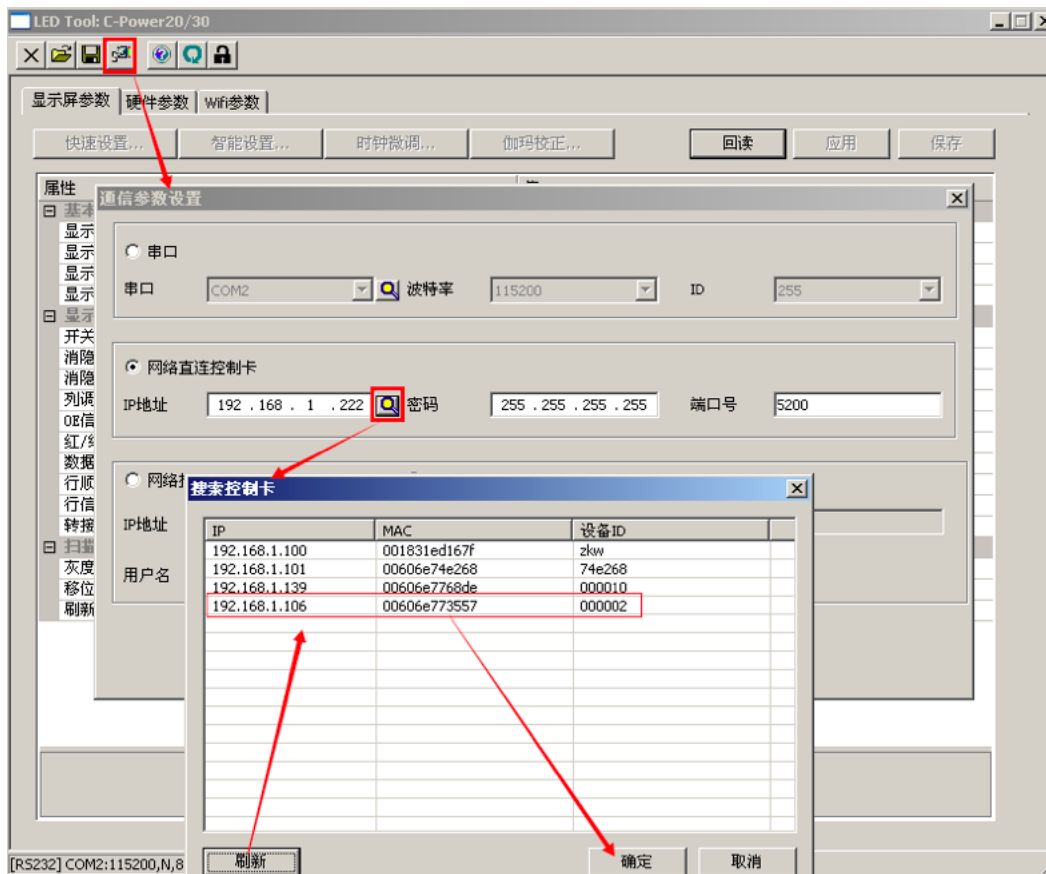 LED Tool: C-Power20/30
显示屏参数 硬件参数 Wifi参数
快速设置... 智能设置... 时钟微调... 伽玛校正... 回读 应用 保存
属性
通信参数设置
基本
显示
显示
显示
显示
显示
开关
消隐
消隐
列调
OE信
红/绿
数据
行顺
行信
转接
扫描
灰度
移位
刷新
串口
串口 COM2 波特率 115200 ID 255
网络直连控制卡
IP地址 192 . 168 . 1 . 222 密码 255 . 255 . 255 . 255 端口号 5200
网络
IP地址
用户名
搜索控制卡
IP MAC 设备ID
192.168.1.100 001831ed167f zkw
192.168.1.101 00606e74e268 74e268
192.168.1.139 00606e7768de 000010
192.168.1.106 00606e773557 000002
刷新 确定 取消
[RS232] COM2:115200,N,8